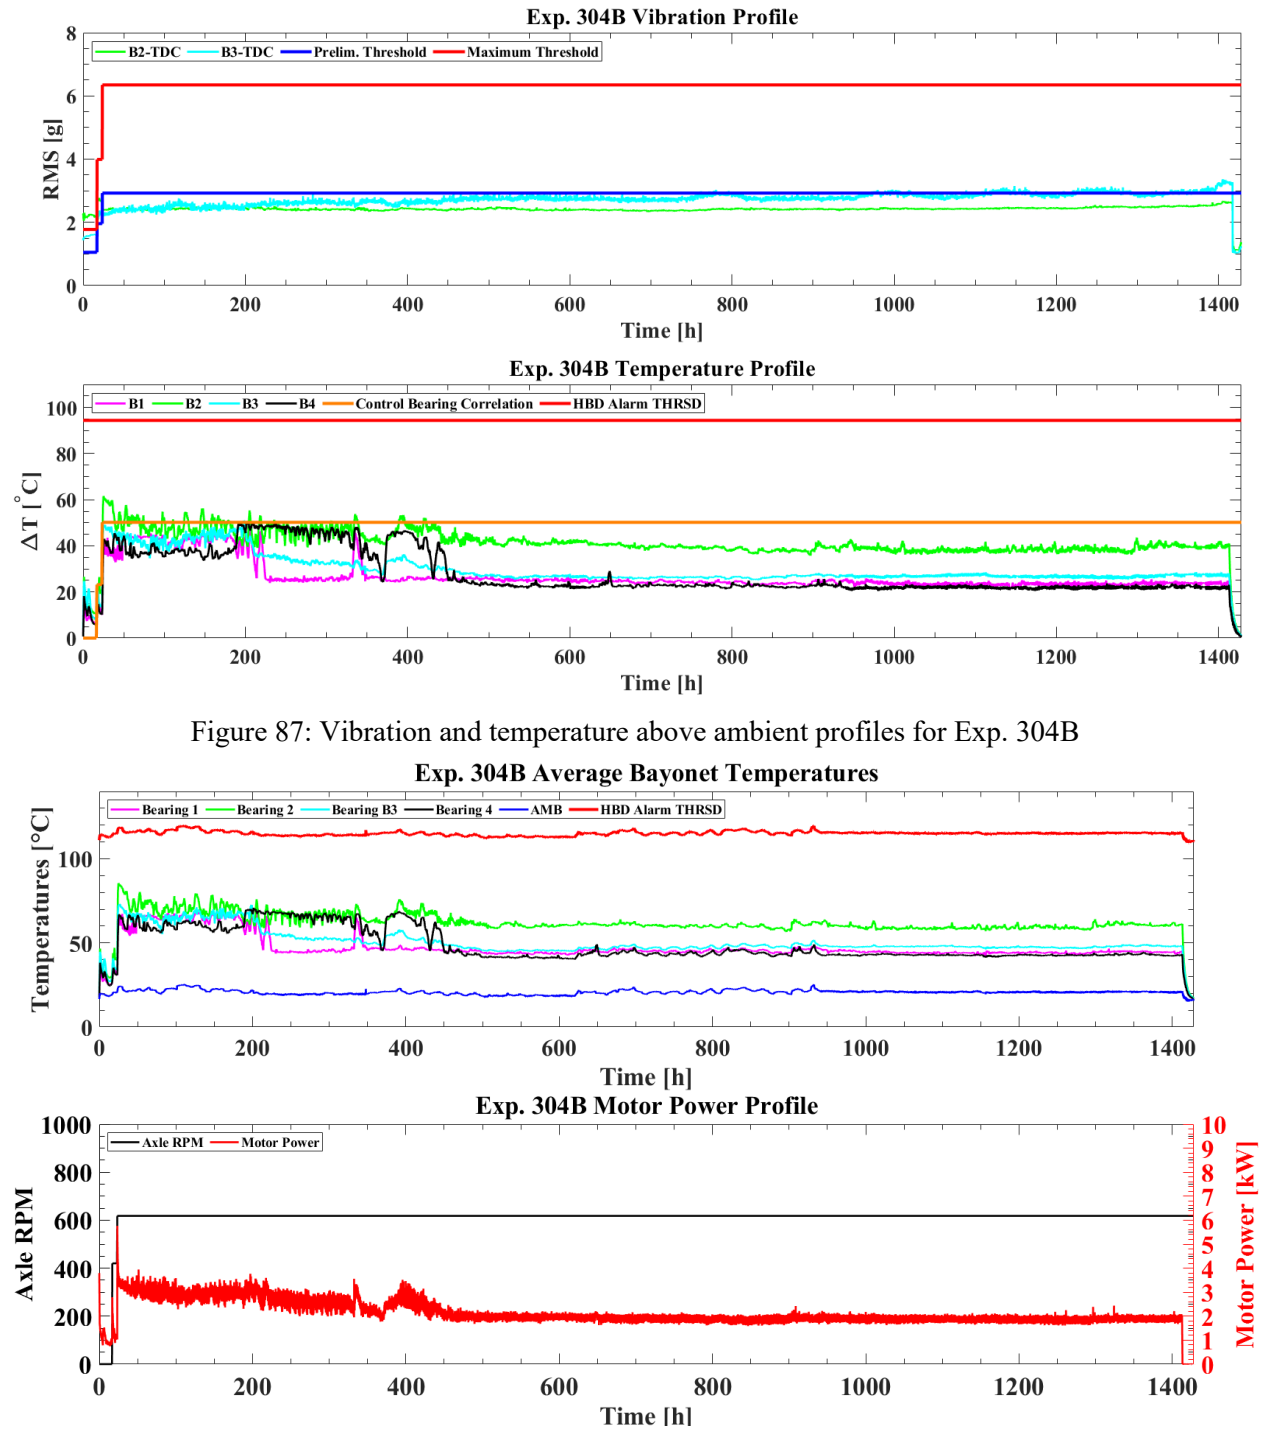 Exp. 304B Vibration Profile
B2-TDC B3-TDC Prelim. Threshold Maximum Threshold
RMS [g]
8
6
4
2
0
0 200 400 600 800 1000 1200 1400
Time [h]
Exp. 304B Temperature Profile
B1 B2 B3 B4 Control Bearing Correlation HBD Alarm THRSD
ΔT [°C]
100
80
60
40
20
0
0 200 400 600 800 1000 1200 1400
Time [h]
Figure 87: Vibration and temperature above ambient profiles for Exp. 304B
Exp. 304B Average Bayonet Temperatures
Bearing 1 Bearing 2 Bearing B3 Bearing 4 AMB HBD Alarm THRSD
Temperatures [°C]
100
50
0
0 200 400 600 800 1000 1200 1400
Time [h]
Exp. 304B Motor Power Profile
Axle RPM Motor Power
Axle RPM
1000
800
600
400
200
0
10
9
8
7
6
5
4
3
2
1
0
Motor Power [kW]
0 200 400 600 800 1000 1200 1400
Time [h]